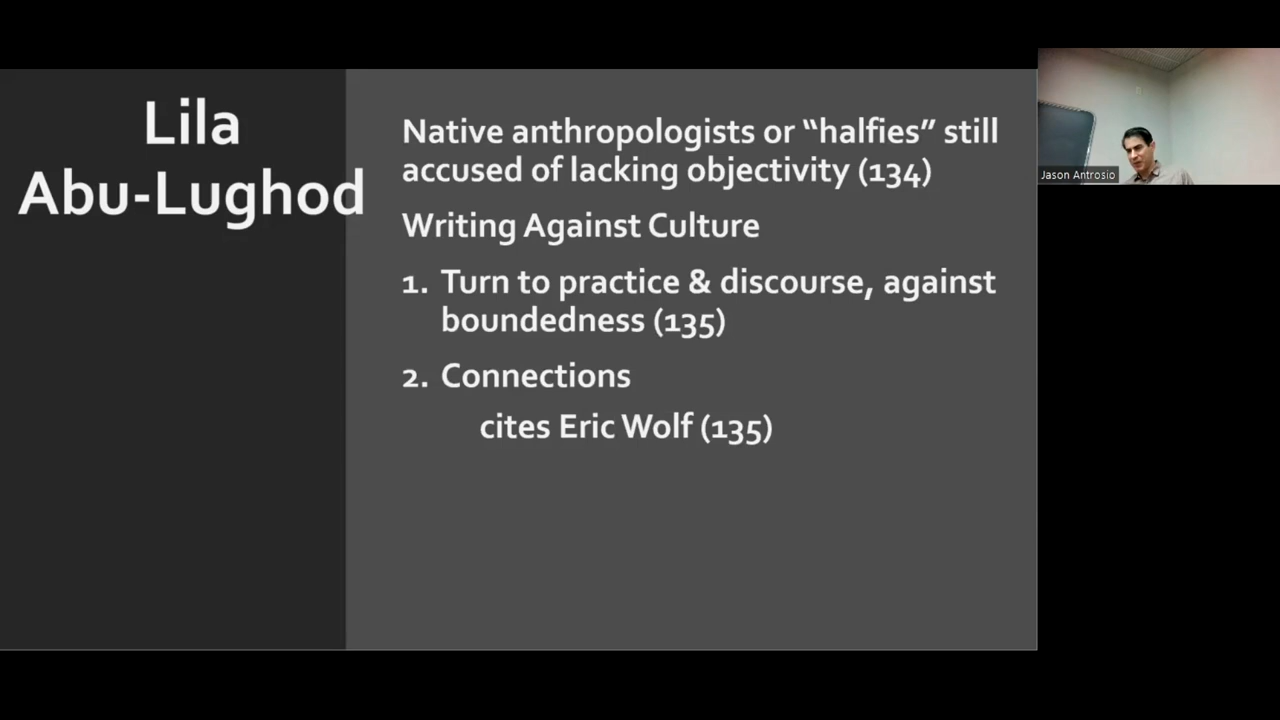 Lila
Abu-Lughod
Native anthropologists or “halfies” still
accused of lacking objectivity (134)
Writing Against Culture
1. Turn to practice & discourse, against
boundedness (135)
2. Connections
cites Eric Wolf (135)
Jason Antrosio